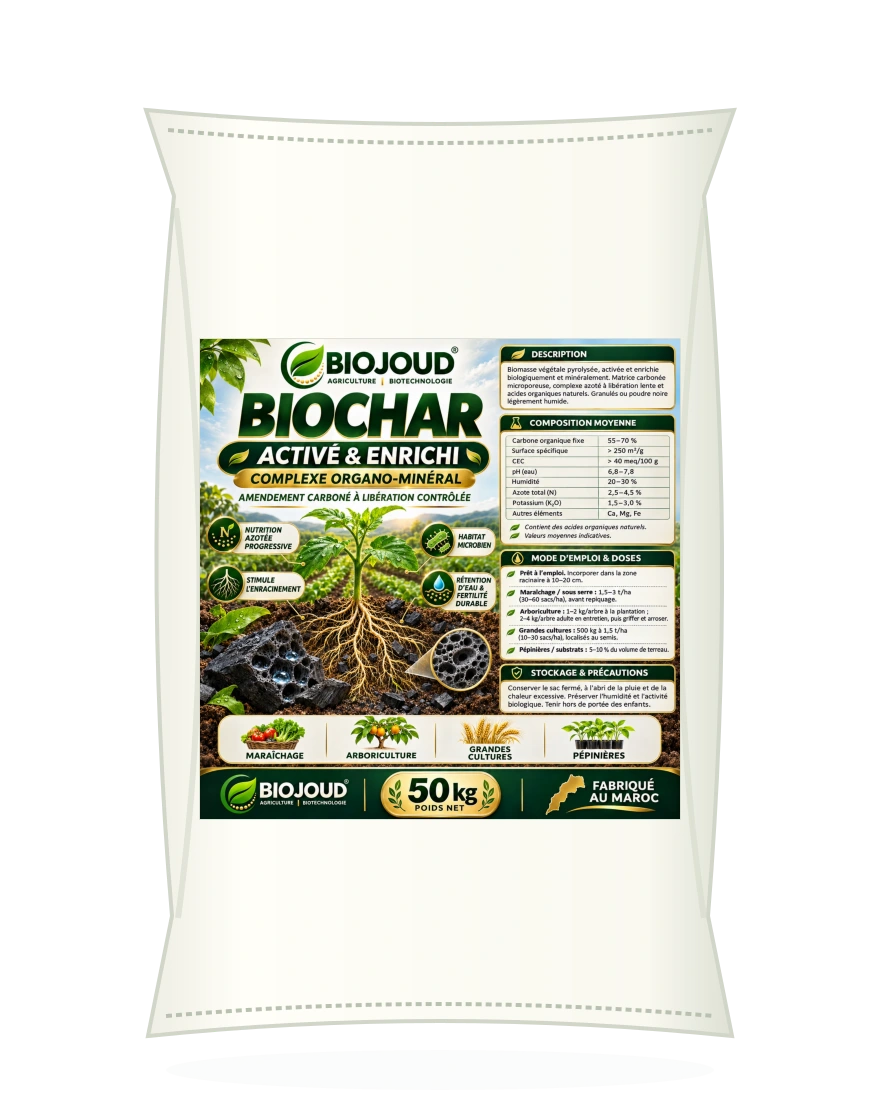 BIOJOUD®
AGRICULTURE | BIOTECHNOLOGIE
BIOCHAR
ACTIVÉ & ENRICHI
COMPLEXE ORGANO-MINÉRAL
AMENDEMENT CARBONÉ À LIBÉRATION CONTRÔLÉE
N
NUTRITION
AZOTÉE
PROGRESSIVE
HABITAT
MICROBIEN
STIMULE
L'ENRACINEMENT
RÉTENTION
D'EAU &
FERTILITÉ
DURABLE
DESCRIPTION
Biomasse végétale pyrolysée, activée et enrichie
biologiquement et minéralement. Matrice carbonée
microporeuse, complexe azoté à libération lente et
acides organiques naturels. Granulés ou poudre noire
légèrement humide.
COMPOSITION MOYENNE
Carbone organique fixe 55–70 %
Surface spécifique > 250 m²/g
CEC > 40 meq/100 g
pH (eau) 6,8–7,8
Humidité 20–30 %
Azote total (N) 2,5–4,5 %
Potassium (K₂O) 1,5–3,0 %
Autres éléments Ca, Mg, Fe
Contient des acides organiques naturels.
Valeurs moyennes indicatives.
MODE D'EMPLOI & DOSES
Prêt à l'emploi. Incorporer dans la zone
racinaire à 10–20 cm.
Maraîchage / sous serre : 1,5–3 t/ha
(30–60 sacs/ha), avant repiquage.
Arboriculture : 1–2 kg/arbre à la plantation ;
2–4 kg/arbre adulte en entretien, puis griffer et arroser.
Grandes cultures : 500 kg à 1,5 t/ha
(10–30 sacs/ha), localisés au semis.
Pépinières / substrats : 5–10 % du volume de terreau.
STOCKAGE & PRÉCAUTIONS
Conserver le sac fermé, à l'abri de la pluie et de la
chaleur excessive. Préserver l'humidité et l'activité
biologique. Tenir hors de portée des enfants.
MARAÎCHAGE
ARBORICULTURE
GRANDES
CULTURES
PÉPINIÈRES
BIOJOUD®
AGRICULTURE | BIOTECHNOLOGIE
50 kg
POIDS NET
FABRIQUÉ
AU MAROC